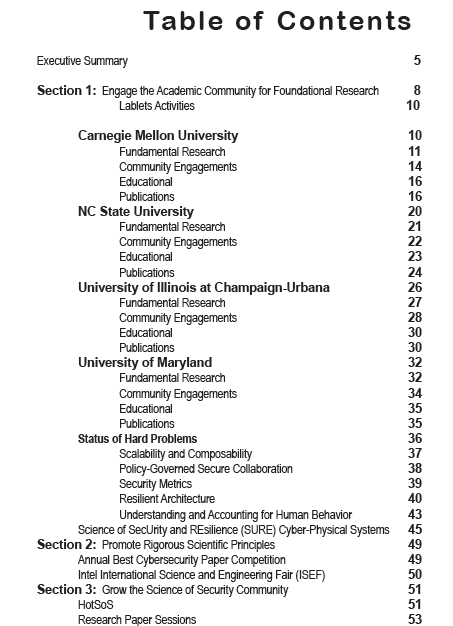 Table of Contents
Executive Summary 5
Section 1: Engage the Academic Community for Foundational Research 8
Lablets Activities 10
Carnegie Mellon University 10
Fundamental Research 11
Community Engagements 14
Educational 16
Publications 16
NC State University 20
Fundamental Research 21
Community Engagements 22
Educational 23
Publications 24
University of Illinois at Champaign-Urbana 26
Fundamental Research 27
Community Engagements 28
Educational 30
Publications 30
University of Maryland 32
Fundamental Research 32
Community Engagements 34
Educational 35
Publications 35
Status of Hard Problems 36
Scalability and Composability 37
Policy-Governed Secure Collaboration 38
Security Metrics 39
Resilient Architecture 40
Understanding and Accounting for Human Behavior 43
Science of SecUrity and REsilience (SURE) Cyber-Physical Systems 45
Section 2: Promote Rigorous Scientific Principles 49
Annual Best Cybersecurity Paper Competition 49
Intel International Science and Engineering Fair (ISEF) 50
Section 3: Grow the Science of Security Community 51
HotSoS 51
Research Paper Sessions 53